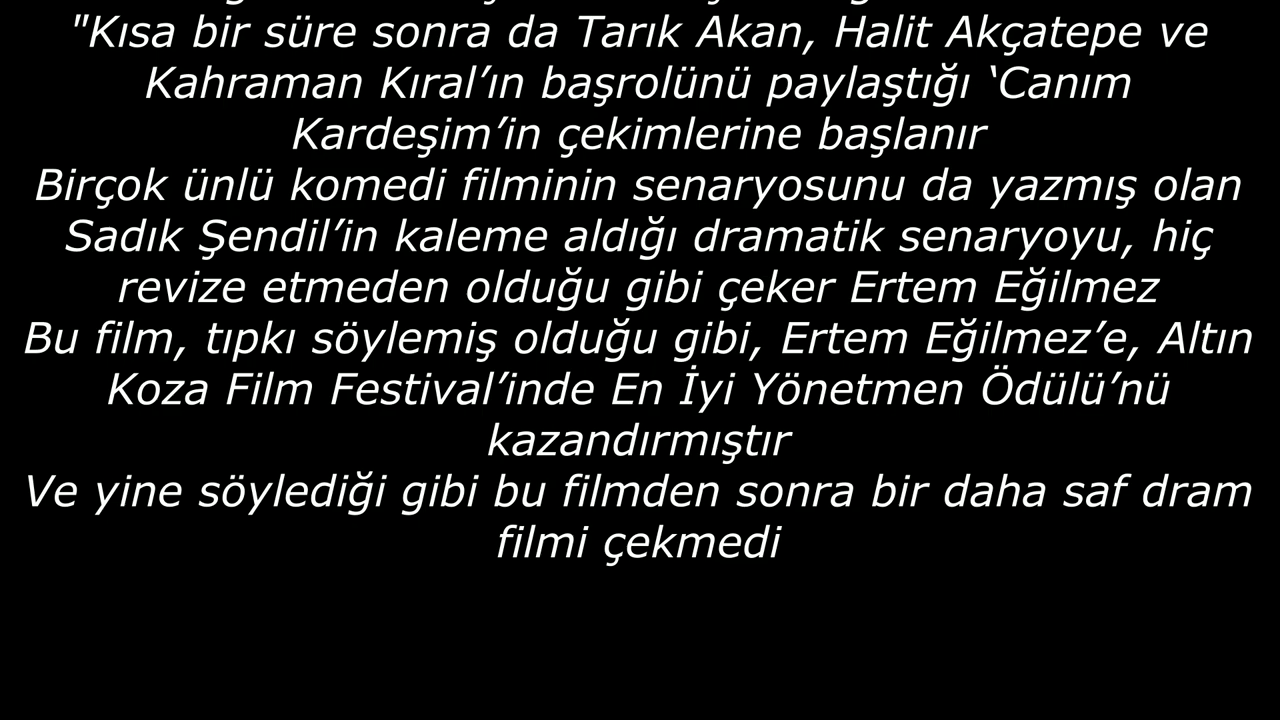 "Kısa bir süre sonra da Tarık Akan, Halit Akçatepe ve
Kahraman Kıral’ın başrolünü paylaştığı ‘Canım
Kardeşim’in çekimlerine başlanır
Birçok ünlü komedi filminin senaryosunu da yazmış olan
Sadık Şendil’in kaleme aldığı dramatik senaryoyu, hiç
revize etmeden olduğu gibi çeker Ertem Eğilmez
Bu film, tıpkı söylemiş olduğu gibi, Ertem Eğilmez’e, Altın
Koza Film Festival’inde En İyi Yönetmen Ödülü’nü
kazandırmıştır
Ve yine söylediği gibi bu filmden sonra bir daha saf dram
filmi çekmedi